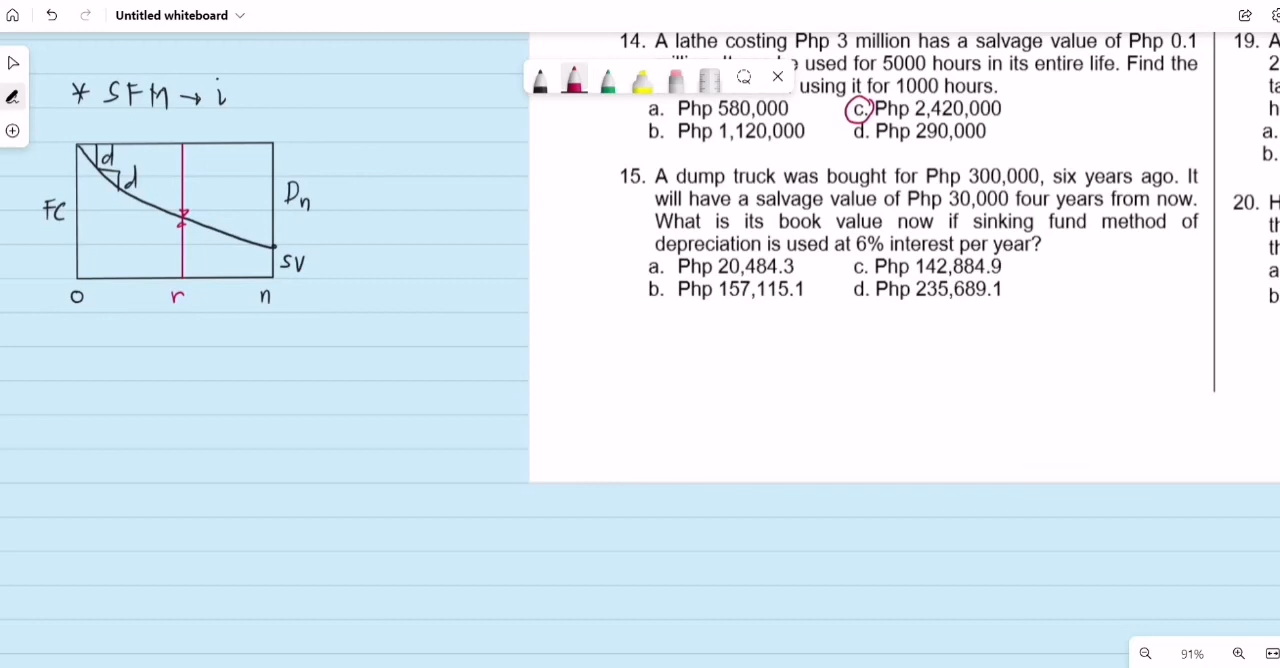 Untitled whiteboard
* SFM → i
d
d
FC
Dn
SV
0 r n
14. A lathe costing Php 3 million has a salvage value of Php 0.1
used for 5000 hours in its entire life. Find the
using it for 1000 hours.
a. Php 580,000 c. Php 2,420,000
b. Php 1,120,000 d. Php 290,000
15. A dump truck was bought for Php 300,000, six years ago. It
will have a salvage value of Php 30,000 four years from now.
What is its book value now if sinking fund method of
depreciation is used at 6% interest per year?
a. Php 20,484.3 c. Php 142,884.9
b. Php 157,115.1 d. Php 235,689.1
19. A
2
h
a.
b.
20. H
a
b
91%